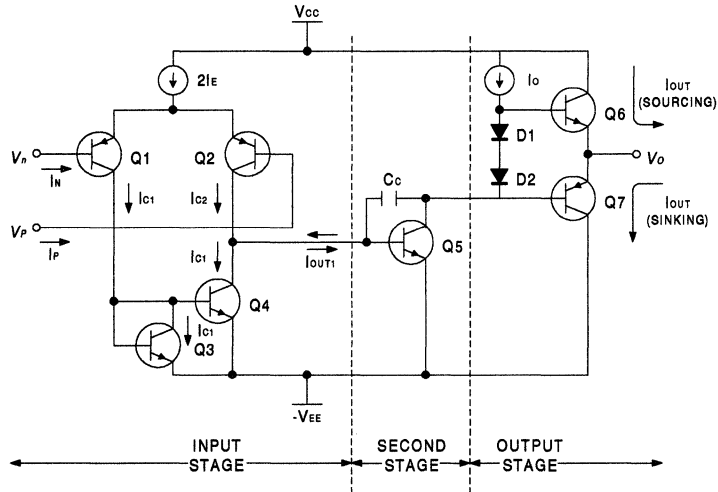 VCC
2IE
IO
IOUT
(SOURCING)
Q6
D1
Vn
Q1
Q2
VO
IN
D2
CC
IC1
IC2
Q7
IOUT
(SINKING)
VP
IP
IC1
IOUT1
Q5
Q4
IC1
Q3
-VEE
INPUT
STAGE
SECOND
STAGE
OUTPUT
STAGE